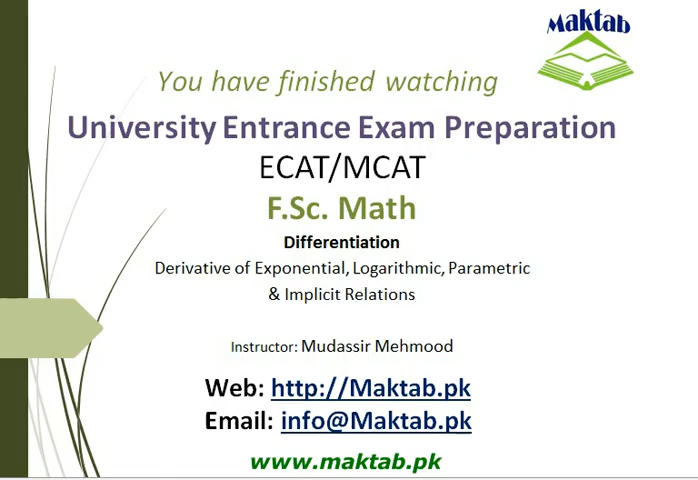 Maktab
You have finished watching
University Entrance Exam Preparation
ECAT/MCAT
F.Sc. Math
Differentiation
Derivative of Exponential, Logarithmic, Parametric
& Implicit Relations
Instructor: Mudassir Mehmood
Web: http://Maktab.pk
Email: info@Maktab.pk
www.maktab.pk